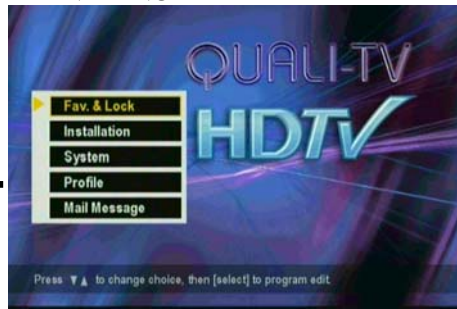 QUALI-TV
HDTV
Fav. & Lock
Installation
System
Profile
Mail Message
Press ▼▲ to change choice, then [select] to program edit.